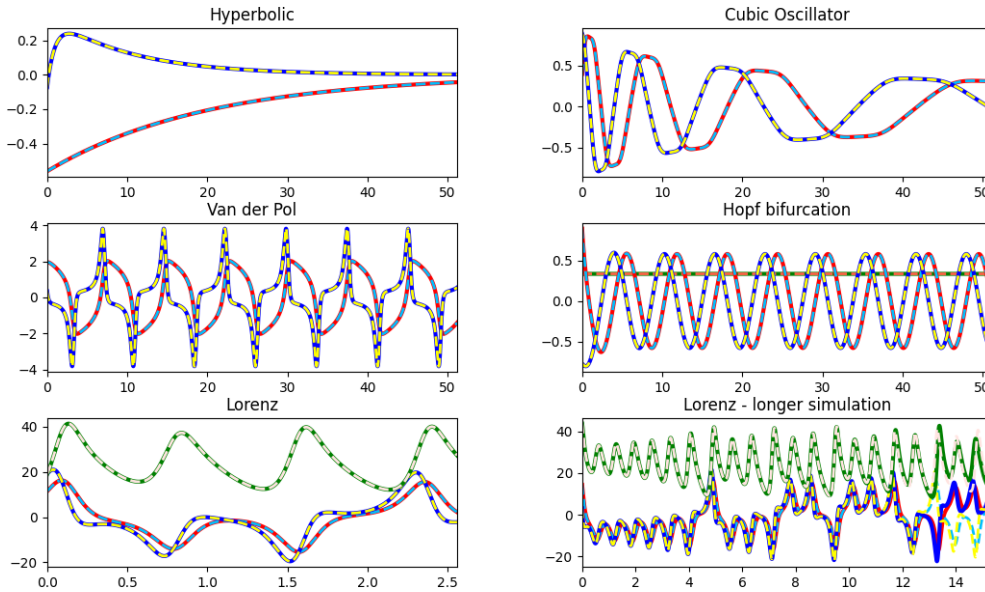 Hyperbolic
0.2
0.0
−0.2
−0.4
0 10 20 30 40 50
Cubic Oscillator
0.5
0.0
−0.5
0 10 20 30 40 50
Van der Pol
4
2
0
−2
−4
0 10 20 30 40 50
Hopf bifurcation
0.5
0.0
−0.5
0 10 20 30 40 50
Lorenz
40
20
0
−20
0.0 0.5 1.0 1.5 2.0 2.5
Lorenz - longer simulation
40
20
0
−20
0 2 4 6 8 10 12 14